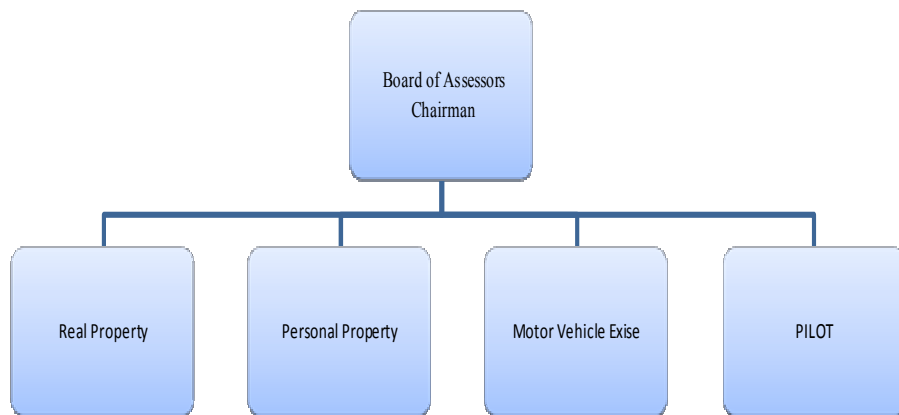 Board of Assessors
Chairman
Real Property
Personal Property
Motor Vehicle Exise
PILOT